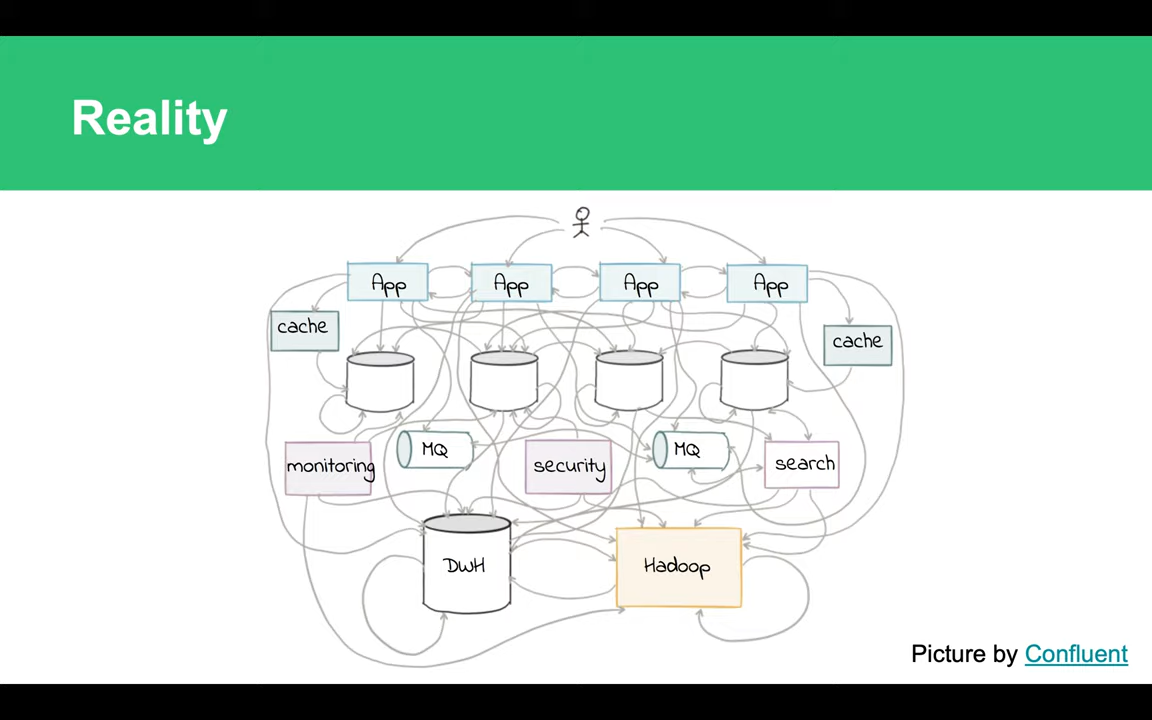 Reality
App
App
App
App
cache
cache
MQ
MQ
monitoring
security
search
DWH
Hadoop
Picture by Confluent